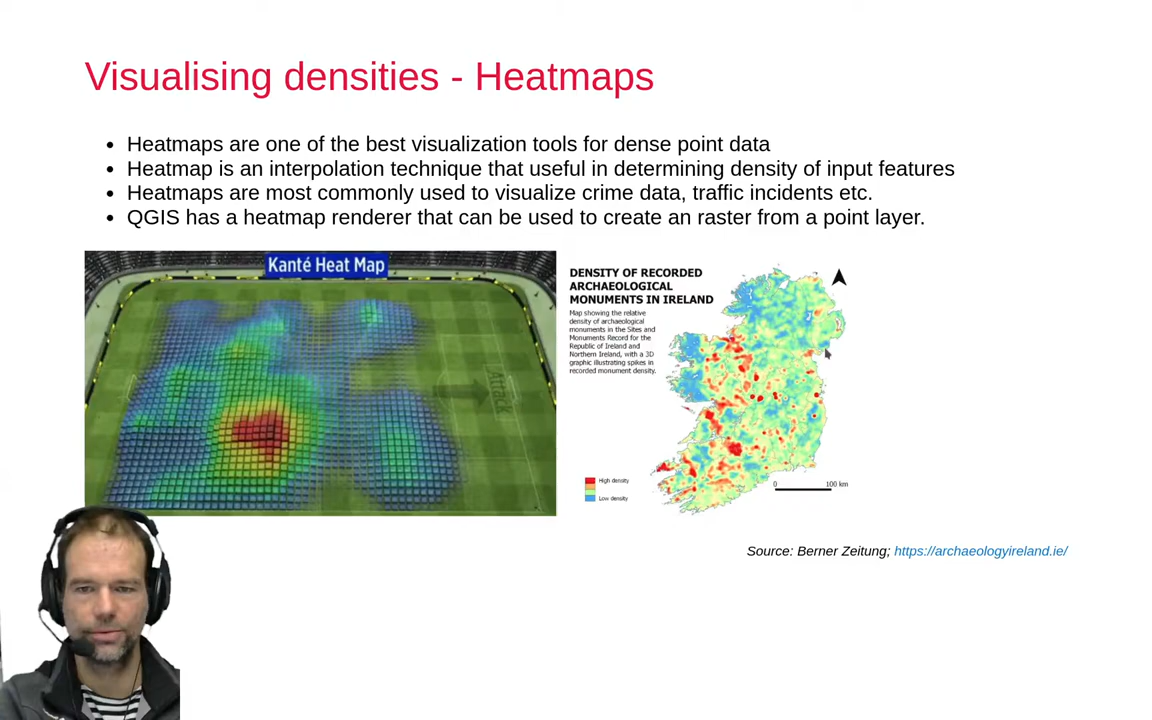 Visualising densities - Heatmaps
Heatmaps are one of the best visualization tools for dense point data
Heatmap is an interpolation technique that useful in determining density of input features
Heatmaps are most commonly used to visualize crime data, traffic incidents etc.
QGIS has a heatmap renderer that can be used to create an raster from a point layer.
Kanté Heat Map
Attack
DENSITY OF RECORDED
ARCHAEOLOGICAL
MONUMENTS IN IRELAND
Map showing the relative
density of archaeological
monuments in the Sites and
Monuments Record for the
Republic of Ireland and
Northern Ireland, with a 3D
graphic illustrating spikes in
recorded monument density.
High density
Low density
0 100 km
Source: Berner Zeitung; https://archaeologyireland.ie/